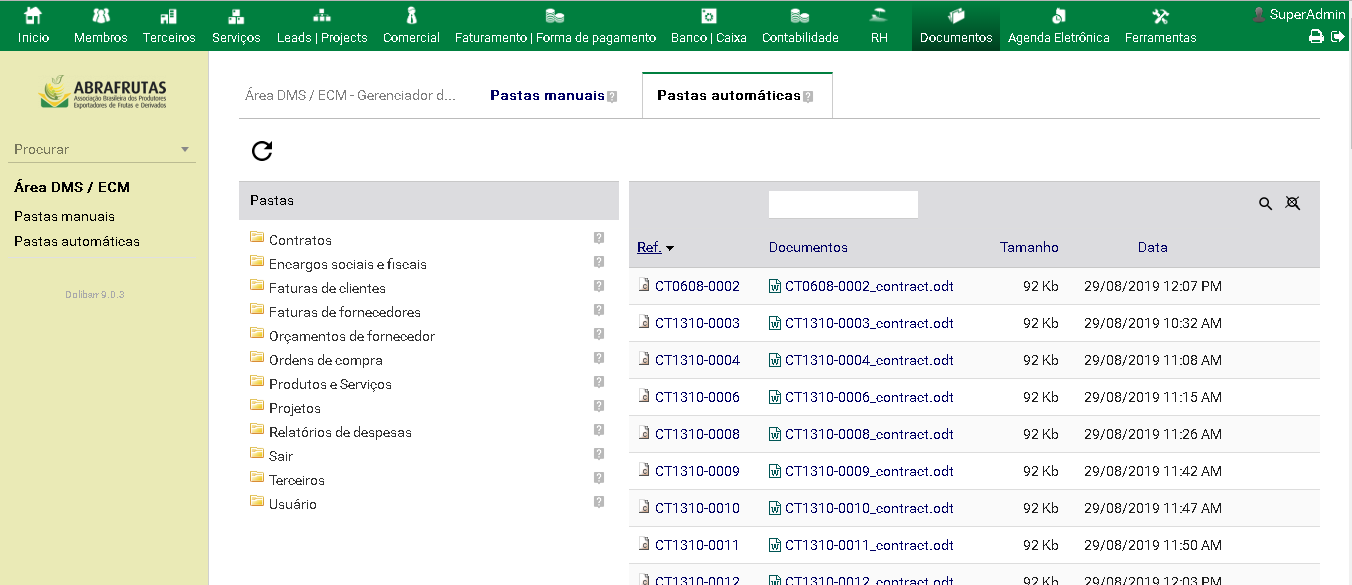 Início Membros Terceiros Serviços Leads | Projects Comercial Faturamento | Forma de pagamento Banco | Caixa Contabilidade RH Documentos Agenda Eletrônica Ferramentas SuperAdmin
ABRAFRUTAS
Associação Brasileira dos Produtores
Exportadores de Frutas e Derivados
Procurar
Área DMS / ECM
Pastas manuais
Pastas automáticas
Dolibarr 9.0.3
Área DMS / ECM - Gerenciador d... Pastas manuais Pastas automáticas
Pastas
Contratos
Encargos sociais e fiscais
Faturas de clientes
Faturas de fornecedores
Orçamentos de fornecedor
Ordens de compra
Produtos e Serviços
Projetos
Relatórios de despesas
Sair
Terceiros
Usuário
Ref. Documentos Tamanho Data
CT0608-0002 CT0608-0002_contract.odt 92 Kb 29/08/2019 12:07 PM
CT1310-0003 CT1310-0003_contract.odt 92 Kb 29/08/2019 10:32 AM
CT1310-0004 CT1310-0004_contract.odt 92 Kb 29/08/2019 11:08 AM
CT1310-0006 CT1310-0006_contract.odt 92 Kb 29/08/2019 11:15 AM
CT1310-0008 CT1310-0008_contract.odt 92 Kb 29/08/2019 11:26 AM
CT1310-0009 CT1310-0009_contract.odt 92 Kb 29/08/2019 11:42 AM
CT1310-0010 CT1310-0010_contract.odt 92 Kb 29/08/2019 11:47 AM
CT1310-0011 CT1310-0011_contract.odt 92 Kb 29/08/2019 11:50 AM
CT1310-0012 CT1310-0012_contract.odt 92 Kb 29/08/2019 12:03 PM